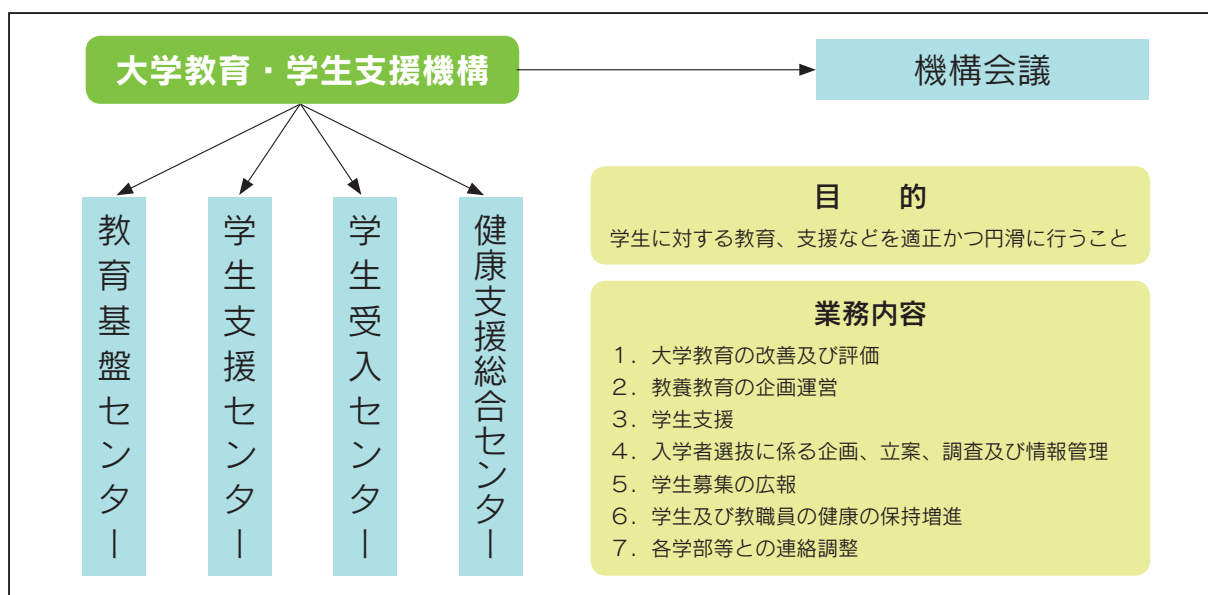 大学教育・学生支援機構
機構会議
教育基盤センター
学生支援センター
学生受入センター
健康支援総合センター
目　　的
学生に対する教育、支援などを適正かつ円滑に行うこと
業務内容
１．大学教育の改善及び評価
２．教養教育の企画運営
３．学生支援
４．入学者選抜に係る企画、立案、調査及び情報管理
５．学生募集の広報
６．学生及び教職員の健康の保持増進
７．各学部等との連絡調整